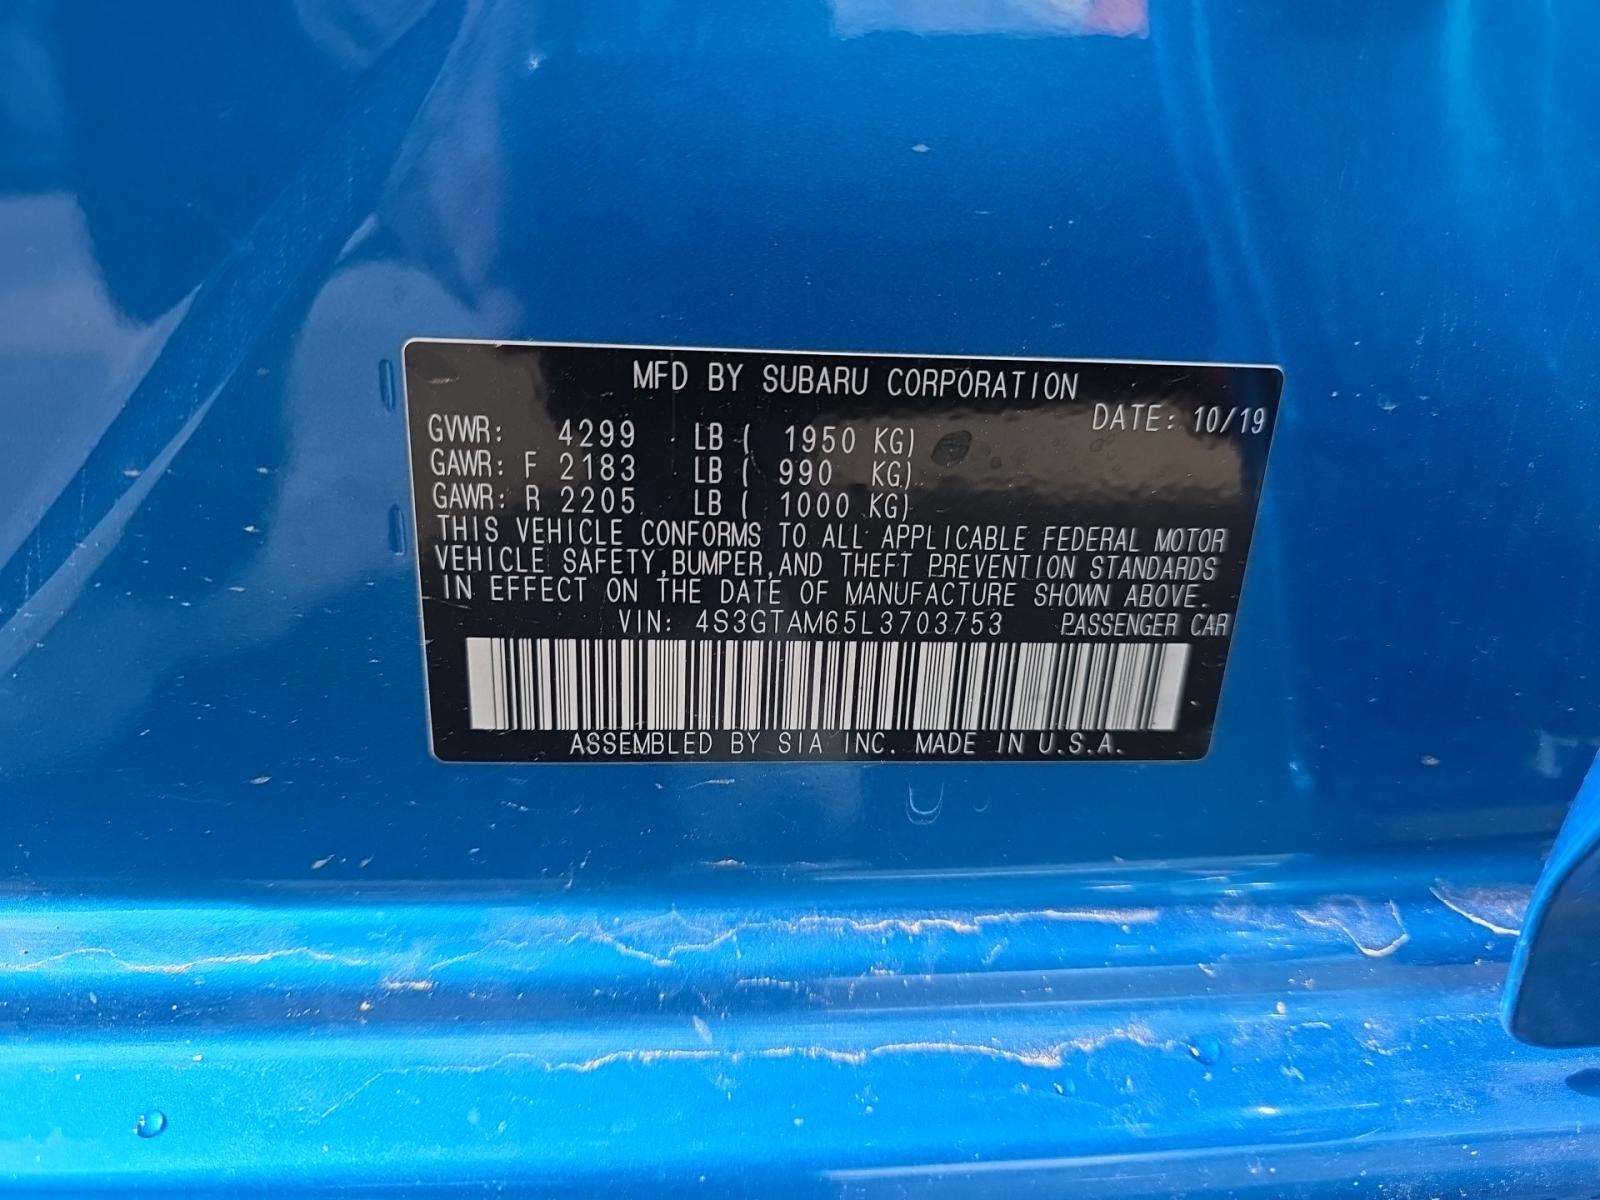 MFD BY SUBARU CORPORATION
DATE: 10/19
GVWR: 4299 LB ( 1950 KG)
GAWR: F 2183 LB ( 990 KG)
GAWR: R 2205 LB ( 1000 KG)
THIS VEHICLE CONFORMS TO ALL APPLICABLE FEDERAL MOTOR
VEHICLE SAFETY,BUMPER,AND THEFT PREVENTION STANDARDS
IN EFFECT ON THE DATE OF MANUFACTURE SHOWN ABOVE.
VIN: 4S3GTAM65L3703753 PASSENGER CAR
ASSEMBLED BY SIA INC. MADE IN U.S.A.